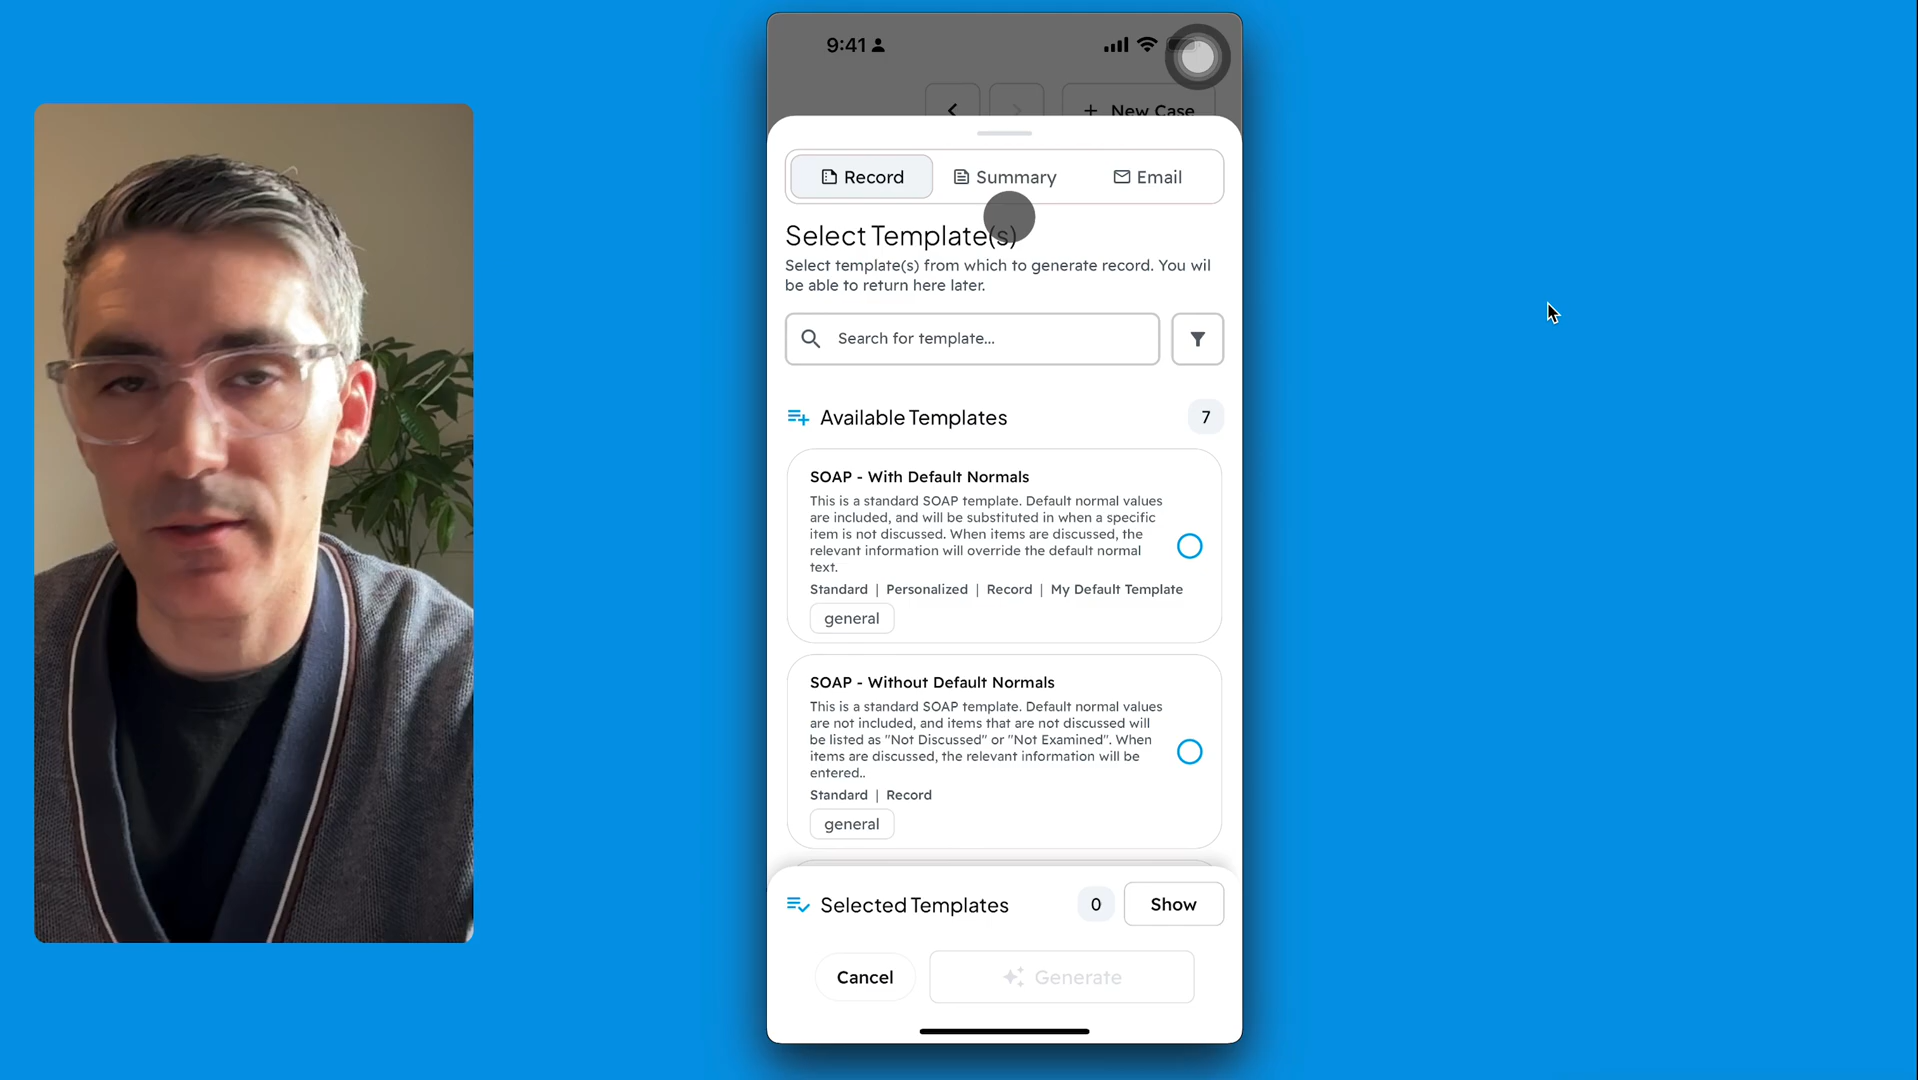 9:41
New Case
Record
Summary
Email
Select Template(s)
Select template(s) from which to generate record. You wil
be able to return here later.
Search for template...
Available Templates
7
SOAP - With Default Normals
This is a standard SOAP template. Default normal values
are included, and will be substituted in when a specific
item is not discussed. When items are discussed, the
relevant information will override the default normal
text.
Standard | Personalized | Record | My Default Template
general
SOAP - Without Default Normals
This is a standard SOAP template. Default normal values
are not included, and items that are not discussed will
be listed as "Not Discussed" or "Not Examined". When
items are discussed, the relevant information will be
entered..
Standard | Record
general
Selected Templates
0
Show
Cancel
Generate